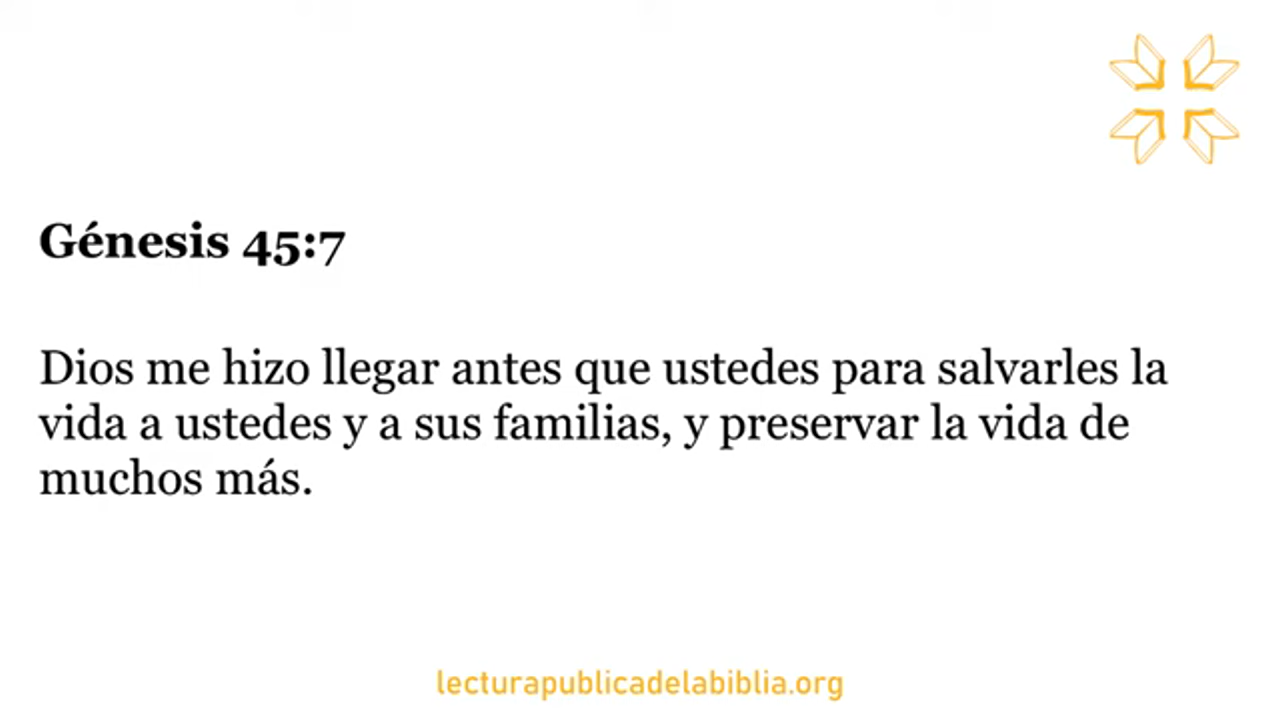 Génesis 45:7
Dios me hizo llegar antes que ustedes para salvarles la
vida a ustedes y a sus familias, y preservar la vida de
muchos más.
lecturapublicadelabiblia.org